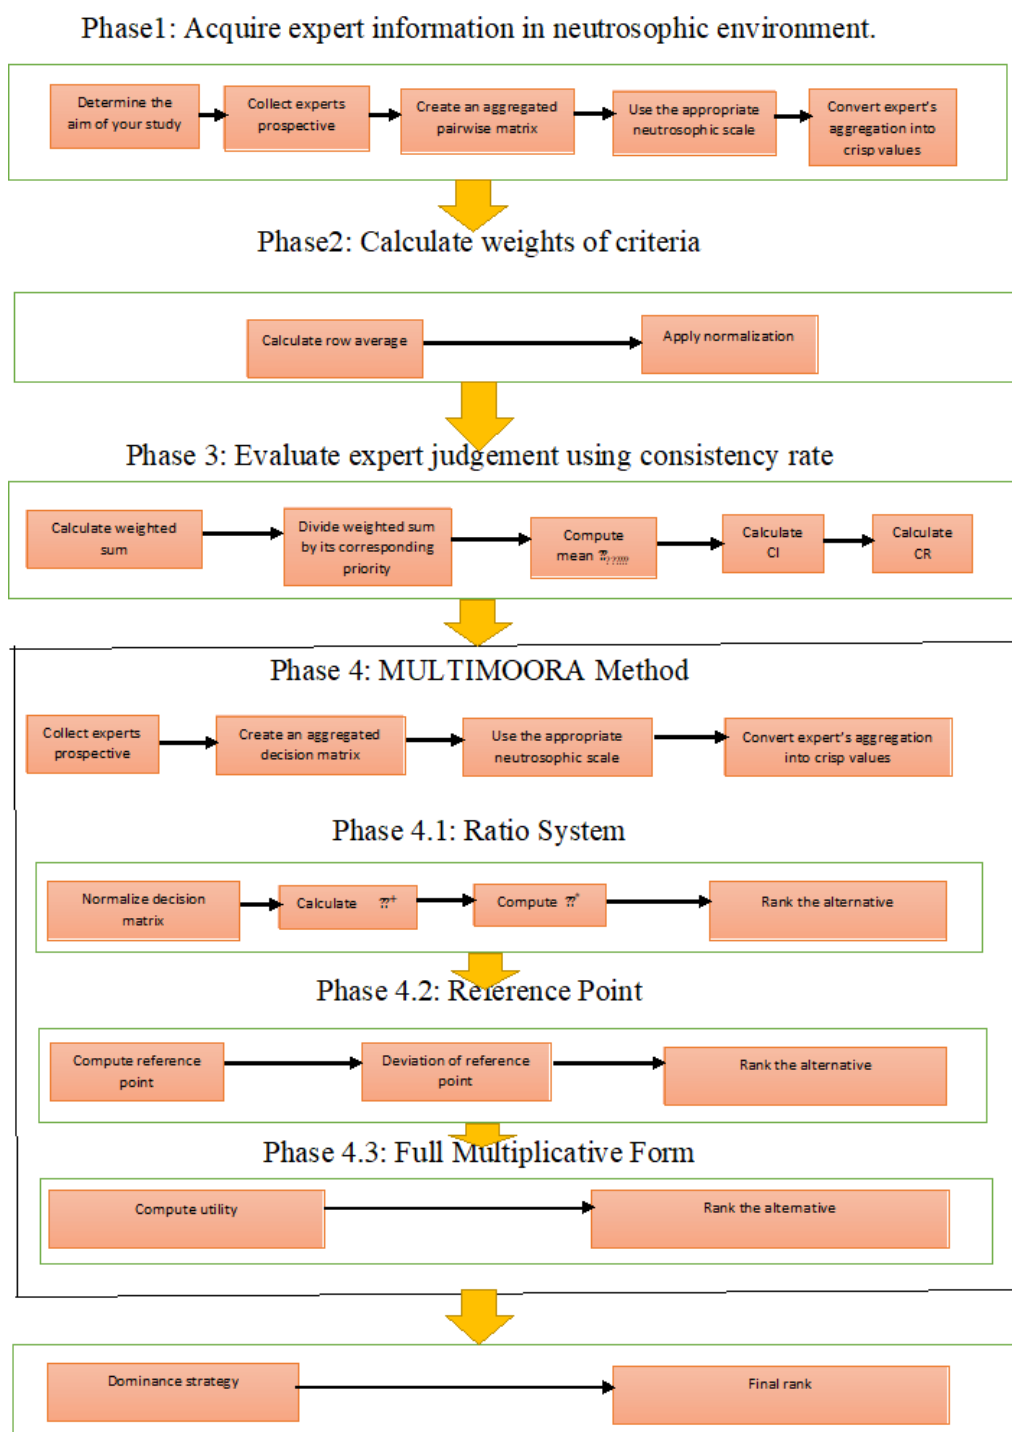 Phase1: Acquire expert information in neutrosophic environment.
Determine the
aim of your study
Collect experts
prospective
Create an aggregated
pairwise matrix
Use the appropriate
neutrosophic scale
Convert expert's
aggregation into
crisp values
Phase2: Calculate weights of criteria
Calculate row average
Apply normalization
Phase 3: Evaluate expert judgement using consistency rate
Calculate weighted
sum
Divide weighted sum
by its corresponding
priority
Compute
mean
Calculate
CI
Calculate
CR
Phase 4: MULTIMOORA Method
Collect experts
prospective
Create an aggregated
decision matrix
Use the appropriate
neutrosophic scale
Convert expert's aggregation
into crisp values
Phase 4.1: Ratio System
Normalize decision
matrix
Calculate
Compute
Rank the alternative
Phase 4.2: Reference Point
Compute reference
point
Deviation of reference
point
Rank the alternative
Phase 4.3: Full Multiplicative Form
Compute utility
Rank the alternative
Dominance strategy
Final rank